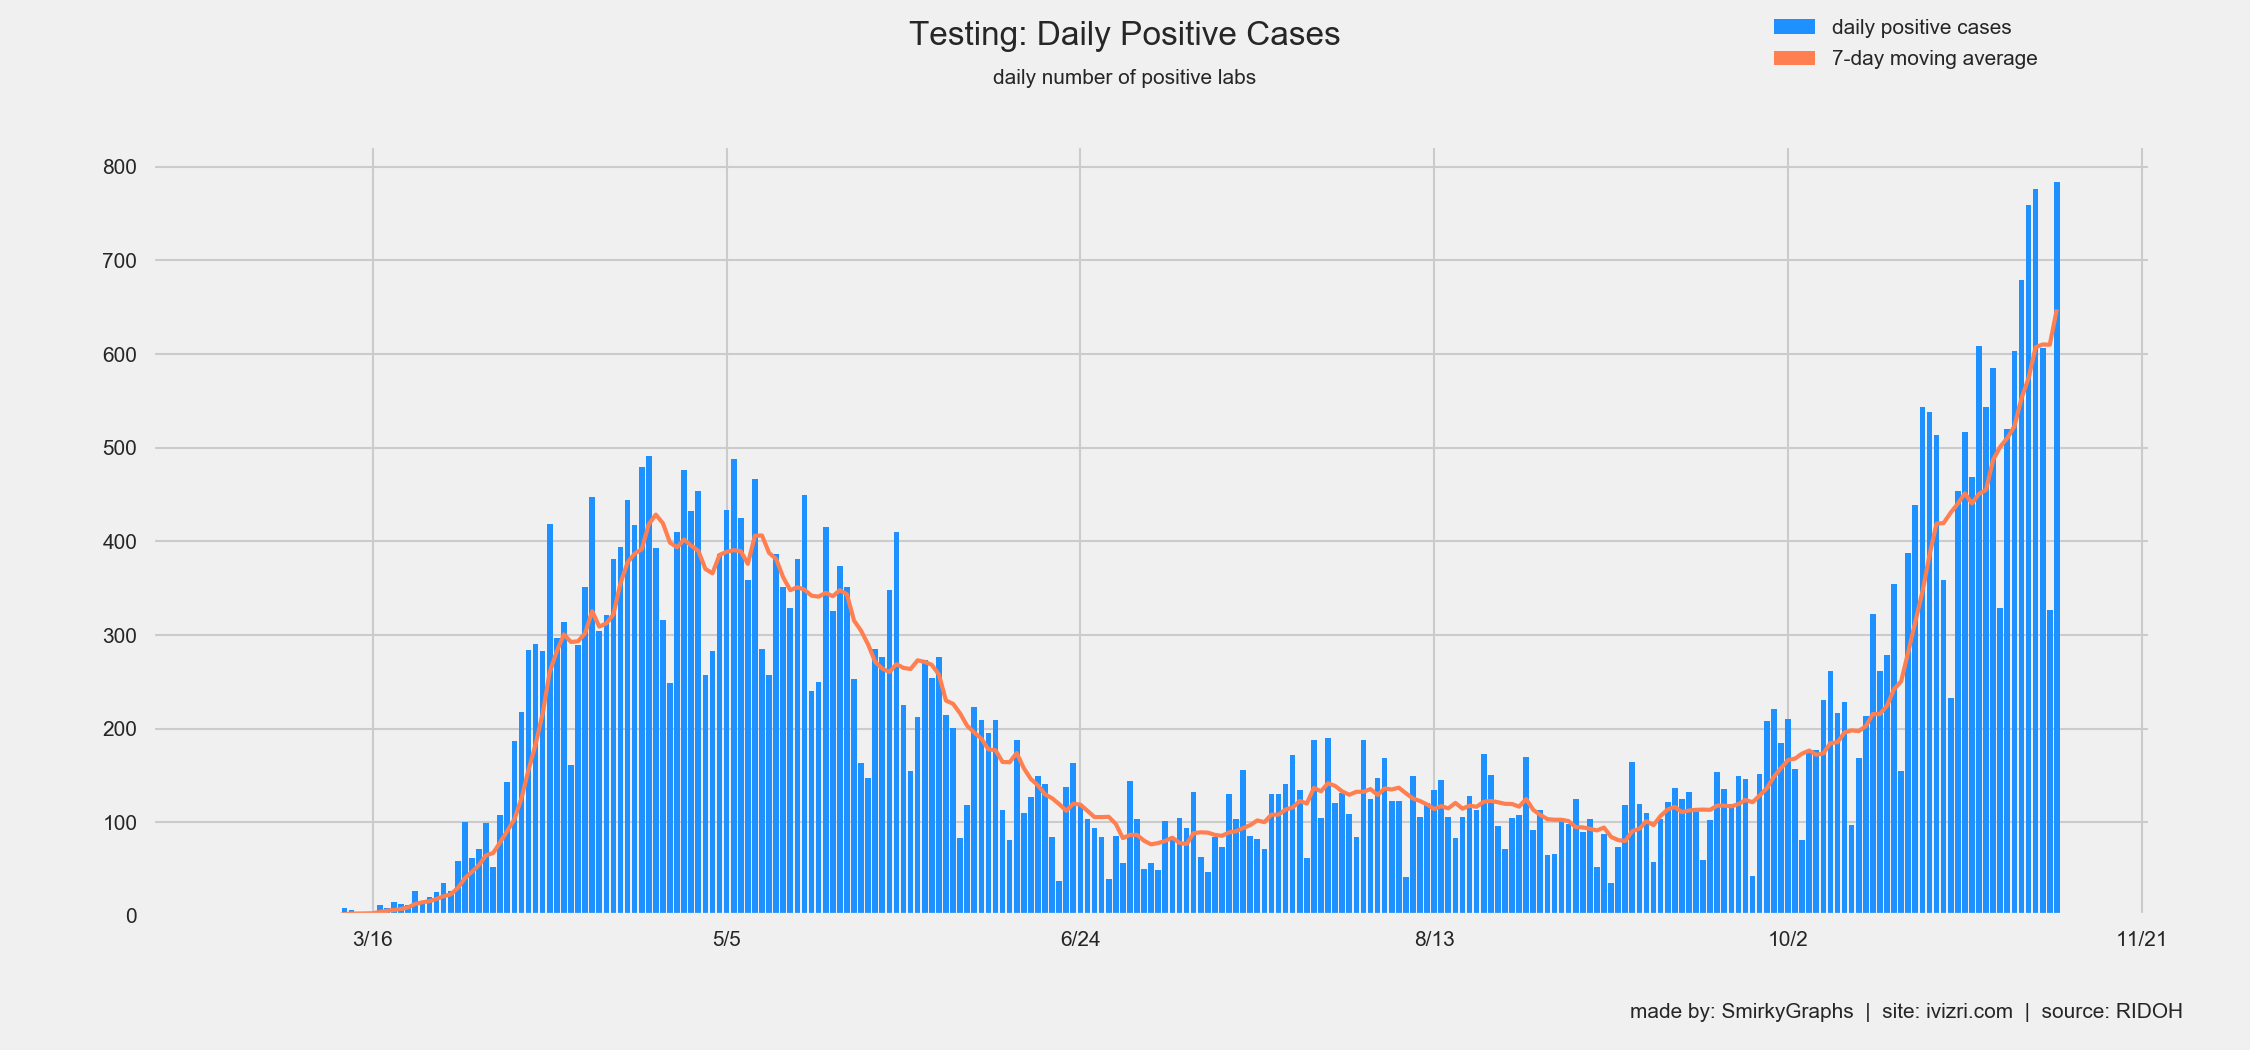 Testing: Daily Positive Cases
daily number of positive labs
daily positive cases
7-day moving average
800
700
600
500
400
300
200
100
0
3/16 5/5 6/24 8/13 10/2 11/21
made by: SmirkyGraphs | site: ivizri.com | source: RIDOH